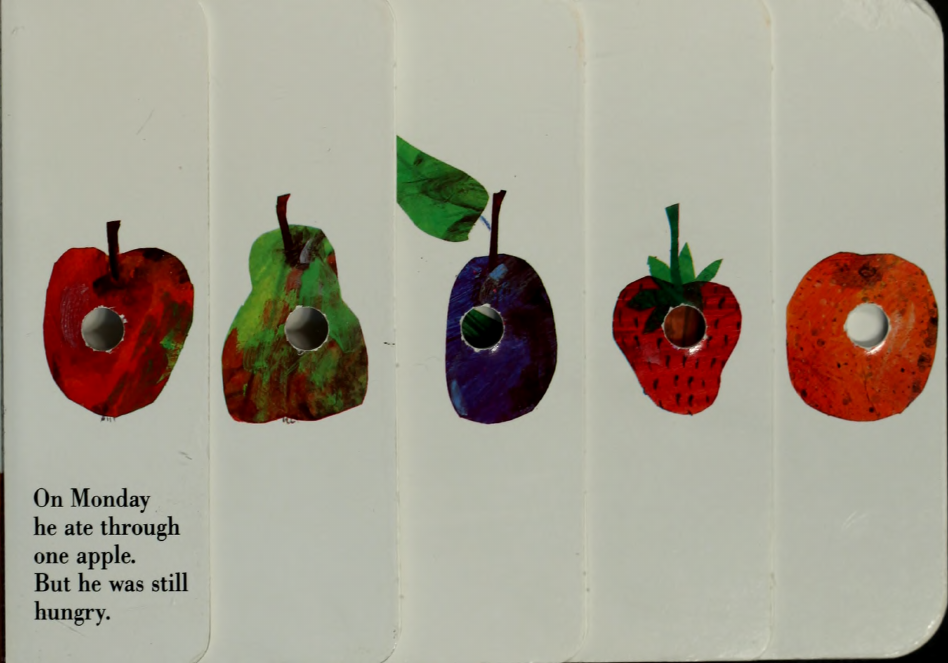 On Monday
he ate through
one apple.
But he was still
hungry.